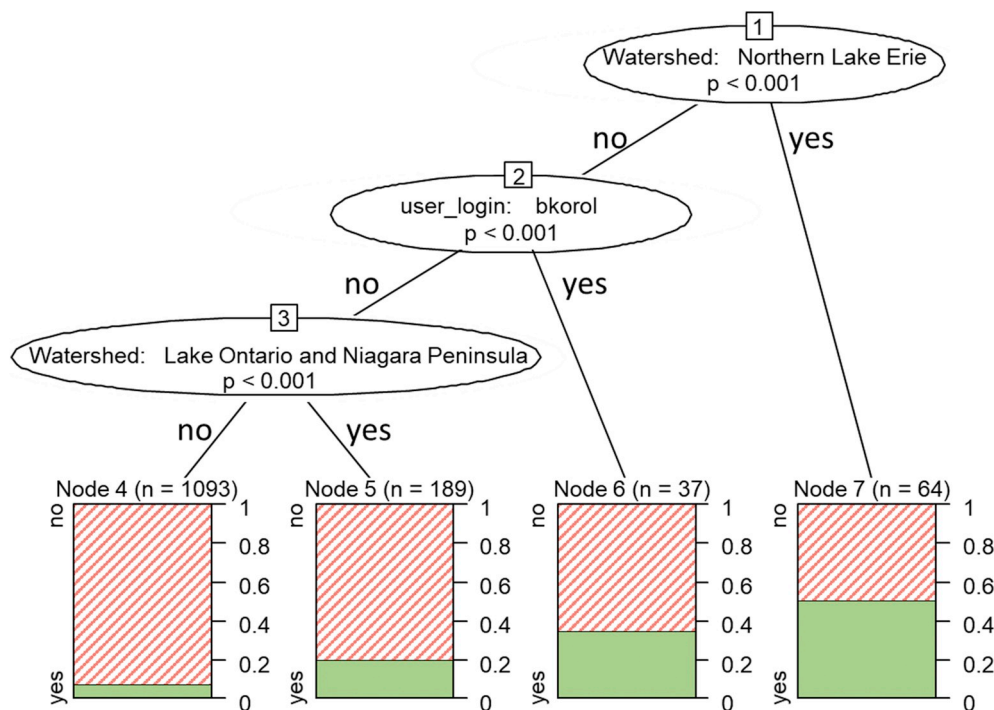 1
Watershed: Northern Lake Erie
p < 0.001
no
yes
2
user_login: bkorol
p < 0.001
no
yes
3
Watershed: Lake Ontario and Niagara Peninsula
p < 0.001
no
yes
Node 4 (n = 1093)
no
yes
1
0.8
0.6
0.4
0.2
0
Node 5 (n = 189)
no
yes
1
0.8
0.6
0.4
0.2
0
Node 6 (n = 37)
no
yes
1
0.8
0.6
0.4
0.2
0
Node 7 (n = 64)
no
yes
1
0.8
0.6
0.4
0.2
0